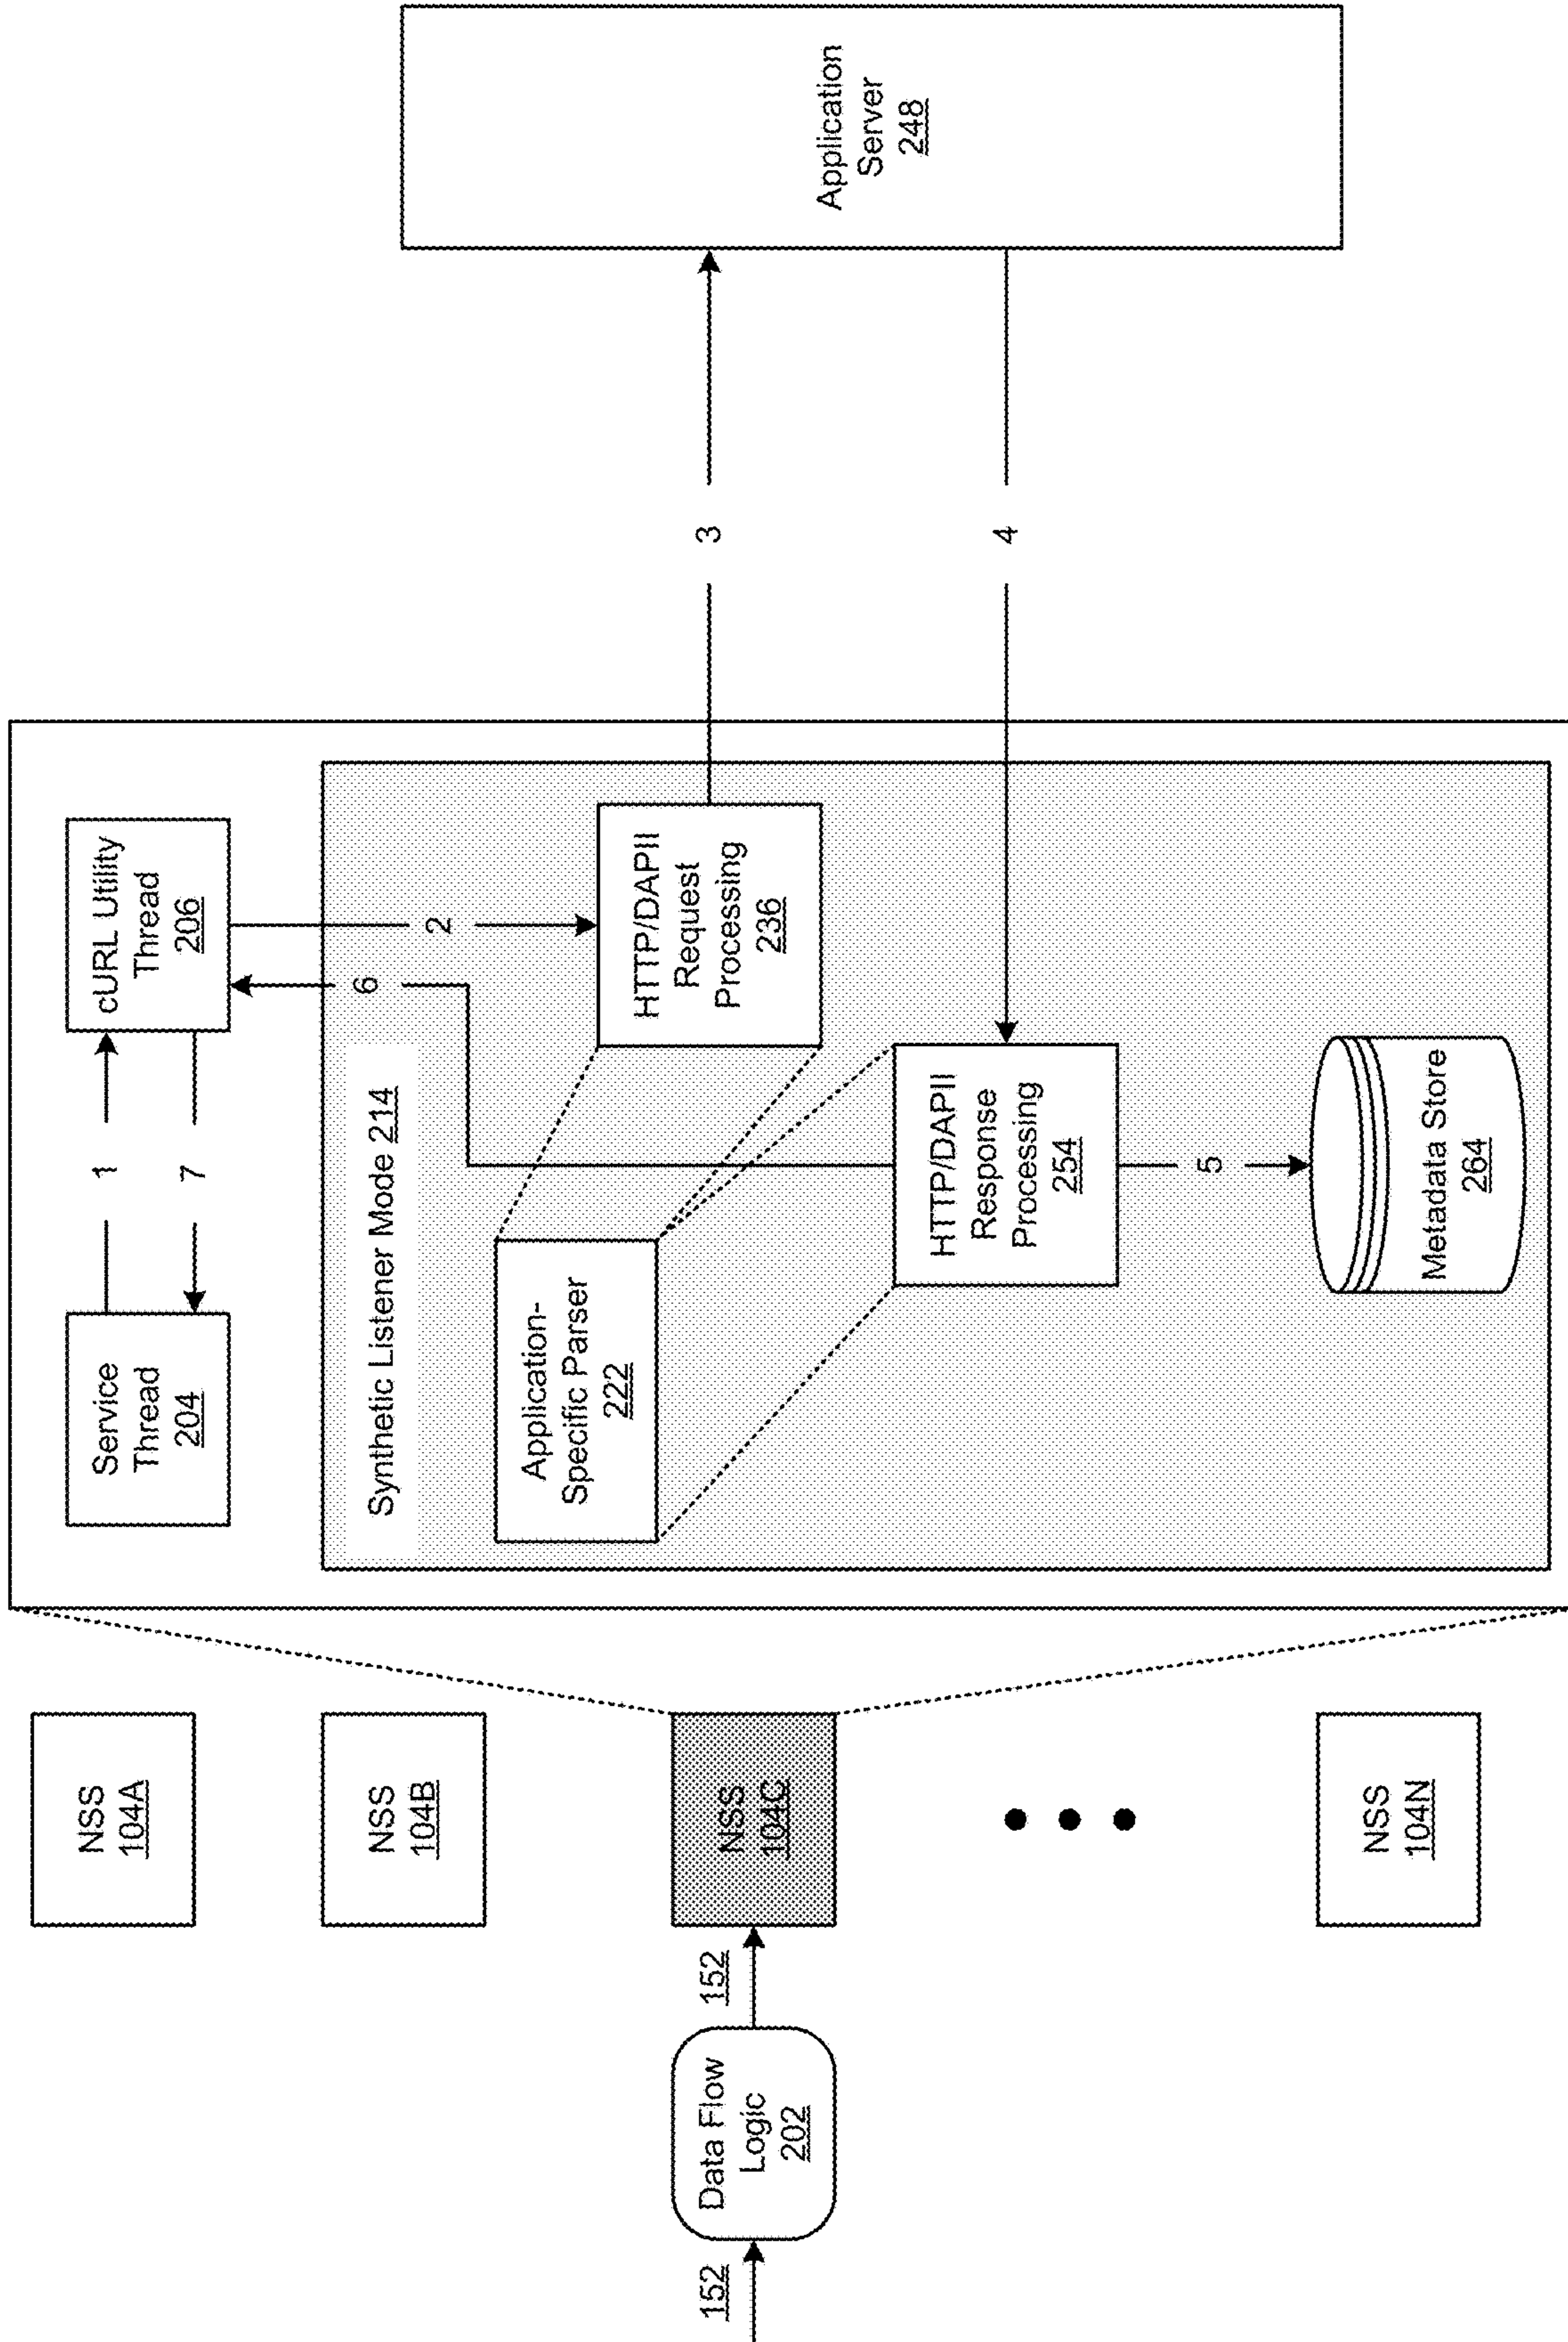 152
Data Flow
Logic
202
152
NSS
104A
NSS
104B
NSS
104C
NSS
104N
Service
Thread
204
1
7
cURL Utility
Thread
206
Synthetic Listener Mode 214
6
2
Application-
Specific Parser
222
HTTP/DAPII
Request
Processing
236
HTTP/DAPII
Response
Processing
254
5
Metadata Store
264
3
4
Application
Server
248